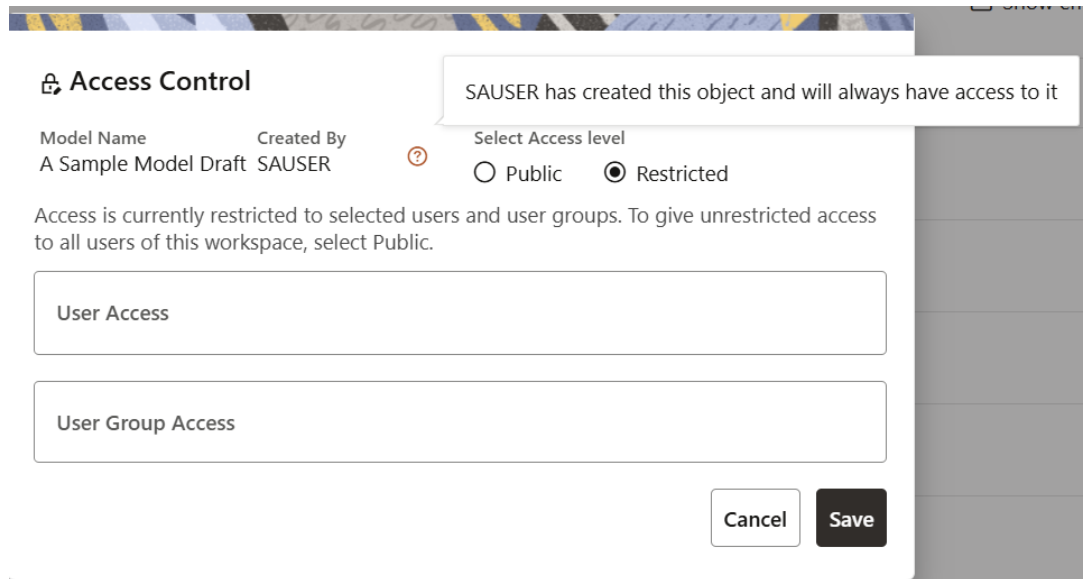 Access Control
SAUSER has created this object and will always have access to it
Model Name Created By Select Access level
A Sample Model Draft SAUSER ? Public Restricted
Access is currently restricted to selected users and user groups. To give unrestricted access
to all users of this workspace, select Public.
User Access
User Group Access
Cancel Save